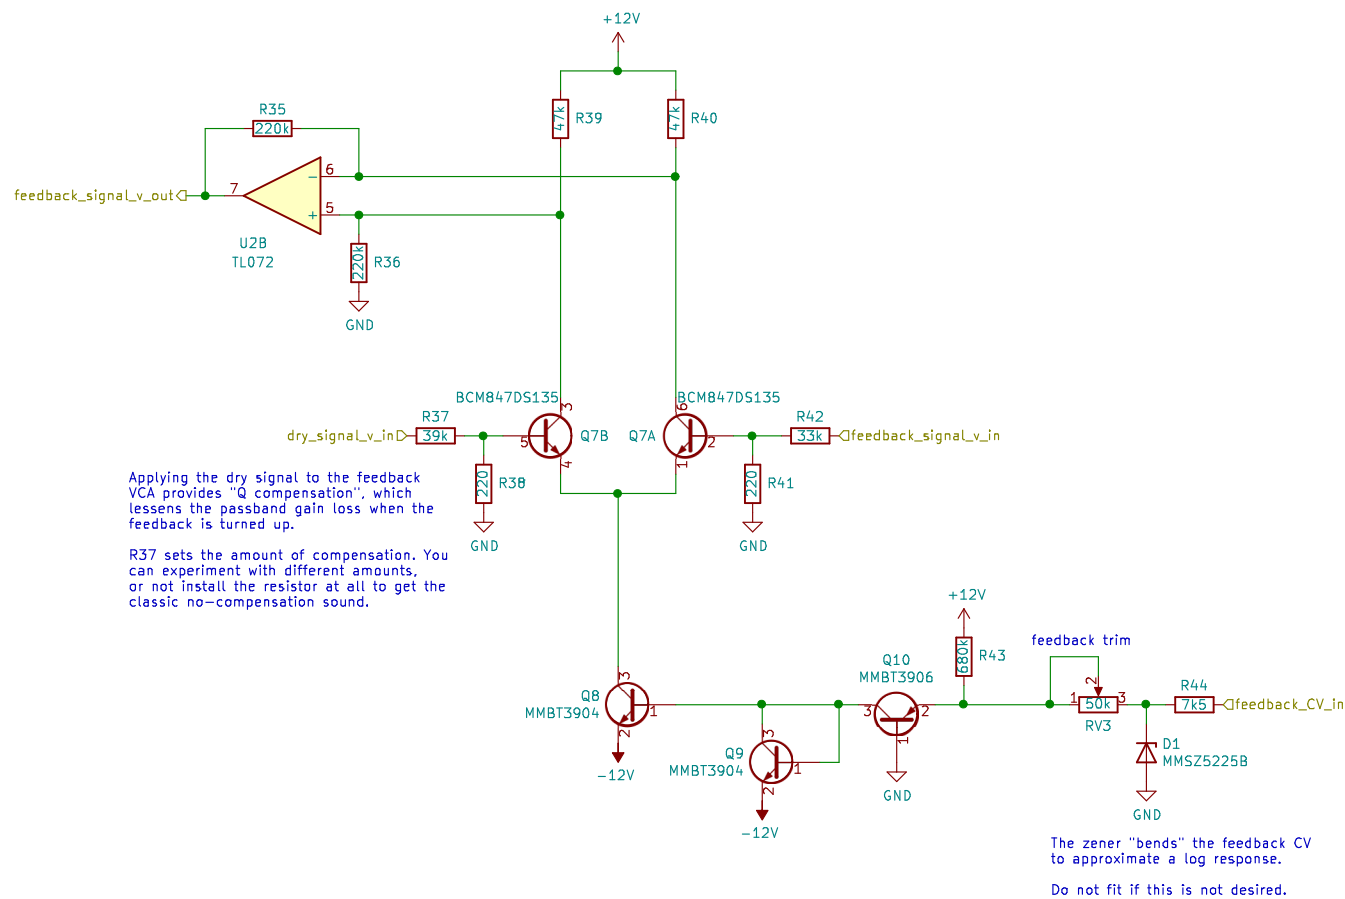 +12V
R35
220k
47k
R39
47k
R40
6
−
feedback_signal_v_out
7
5
+
U2B
TL072
220k
R36
GND
BCM847DS135
BCM847DS135
3
6
R37
R42
dry_signal_v_in
39k
5
Q7B
Q7A
2
33k
feedback_signal_v_in
4
1
220
R38
220
R41
GND
GND
Applying the dry signal to the feedback
VCA provides "Q compensation", which
lessens the passband gain loss when the
feedback is turned up.
R37 sets the amount of compensation. You
can experiment with different amounts,
or not install the resistor at all to get the
classic no-compensation sound.
+12V
680k
R43
feedback trim
Q10
MMBT3906
Q8
MMBT3904
3
1
2
-12V
3
2
1
GND
1
2
3
50k
RV3
R44
7k5
feedback_CV_in
Q9
MMBT3904
3
1
2
-12V
D1
MMSZ5225B
GND
The zener "bends" the feedback CV
to approximate a log response.
Do not fit if this is not desired.